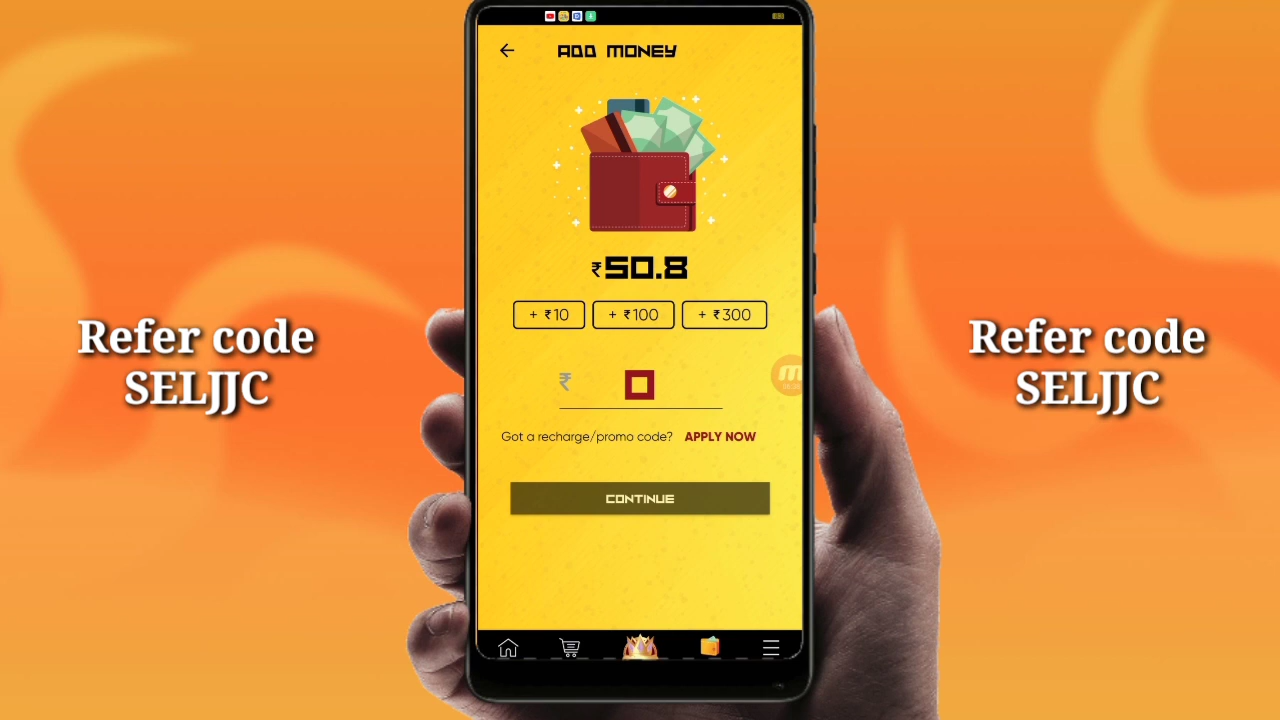 ADD MONEY
₹50.8
+ ₹10
+ ₹100
+ ₹300
₹ 0
Got a recharge/promo code? APPLY NOW
CONTINUE
Refer code
SELJJC
Refer code
SELJJC